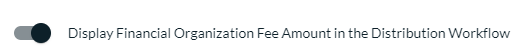 Display Financial Organization Fee Amount in the Distribution Workflow